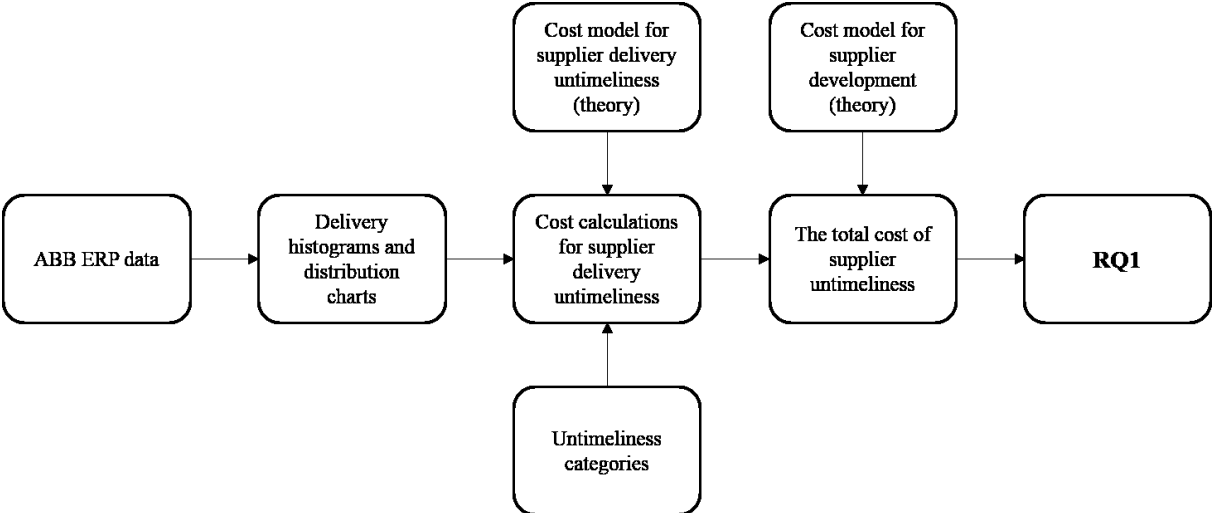 Cost model for
supplier delivery
untimeliness
(theory)
Cost model for
supplier
development
(theory)
ABB ERP data
Delivery
histograms and
distribution
charts
Cost calculations
for supplier
delivery
untimeliness
The total cost of
supplier
untimeliness
RQ1
Untimeliness
categories